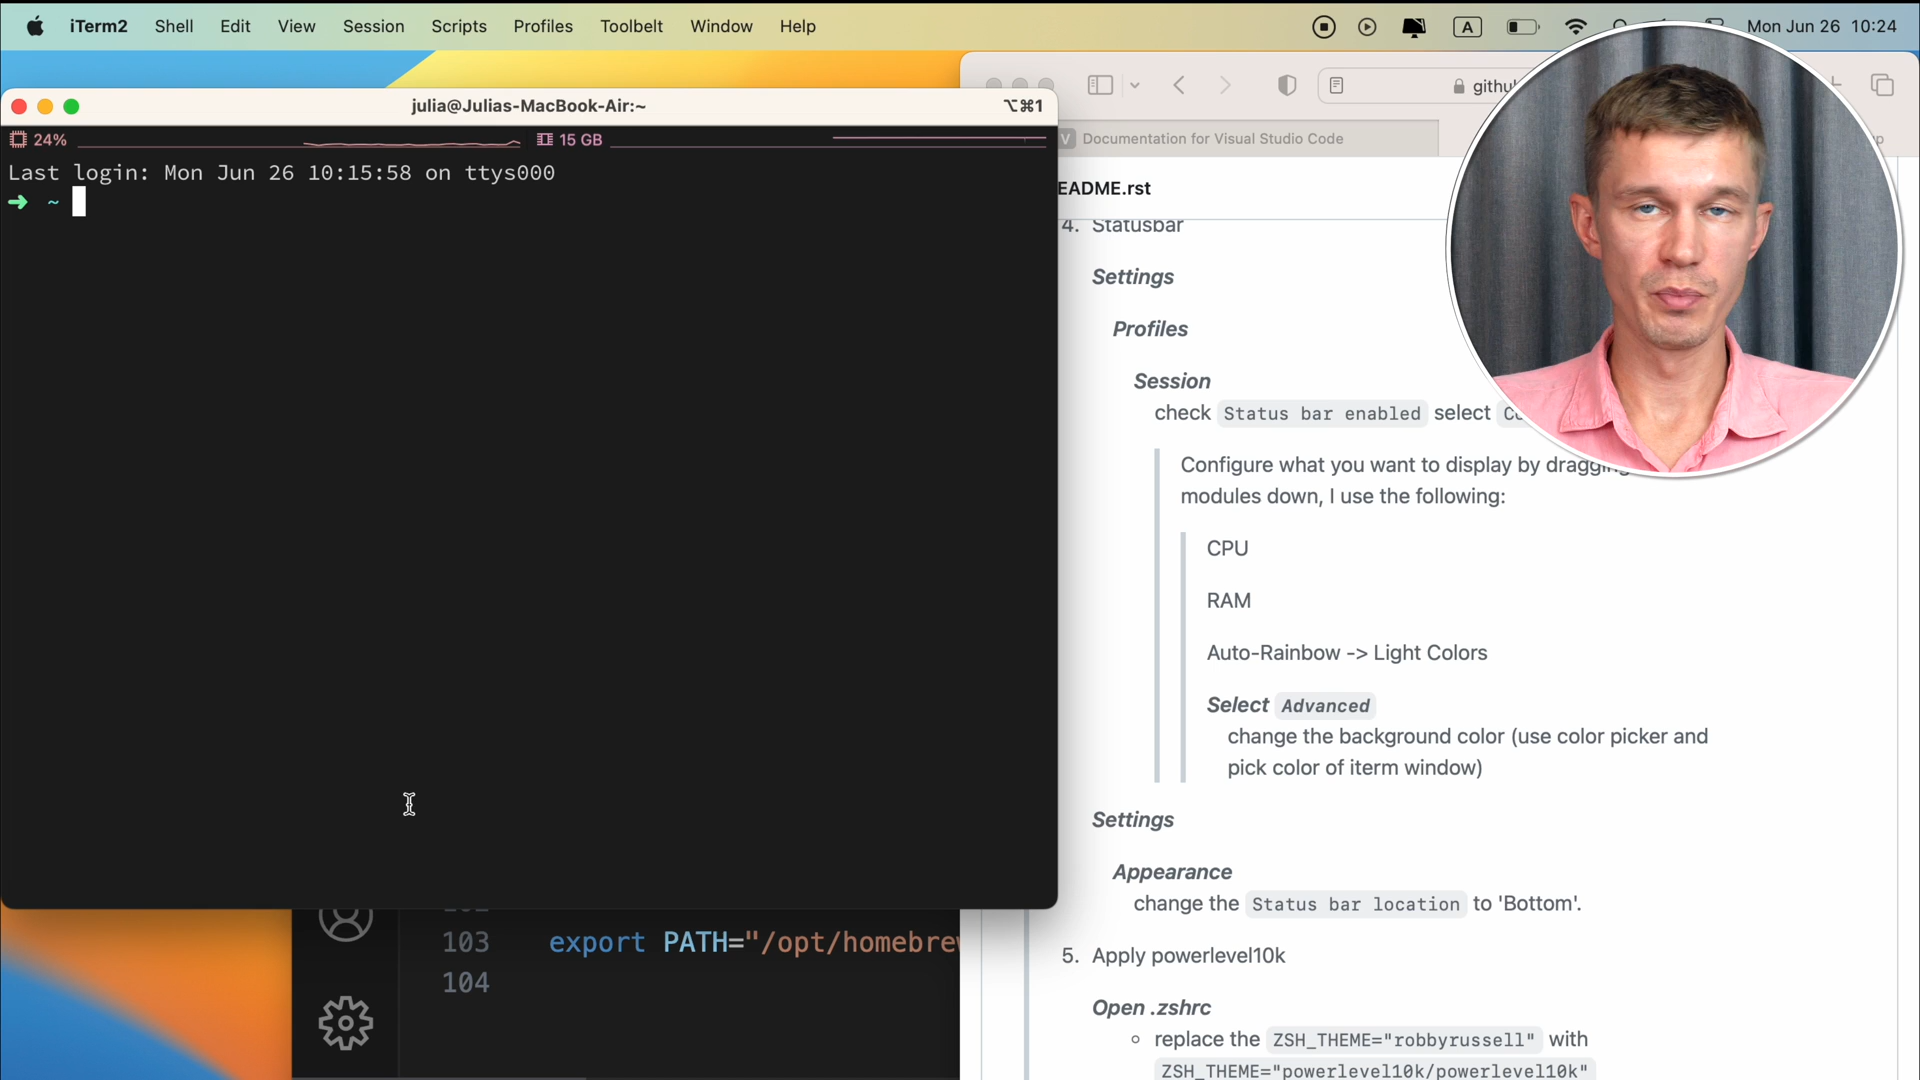 iTerm2 Shell Edit View Session Scripts Profiles Toolbelt Window Help A Mon Jun 26 10:24
julia@Julias-MacBook-Air:~ ⌥⌘1
24% 15 GB
Last login: Mon Jun 26 10:15:58 on ttys000
➜ ~
103 export PATH="/opt/homebrew
104
V Documentation for Visual Studio Code
EADME.rst
4. Statusbar
Settings
Profiles
Session
check Status bar enabled select
Configure what you want to display by dragging
modules down, I use the following:
CPU
RAM
Auto-Rainbow -> Light Colors
Select Advanced
change the background color (use color picker and
pick color of iterm window)
Settings
Appearance
change the Status bar location to 'Bottom'.
5. Apply powerlevel10k
Open .zshrc
replace the ZSH_THEME="robbyrussell" with
ZSH_THEME="powerlevel10k/powerlevel10k"